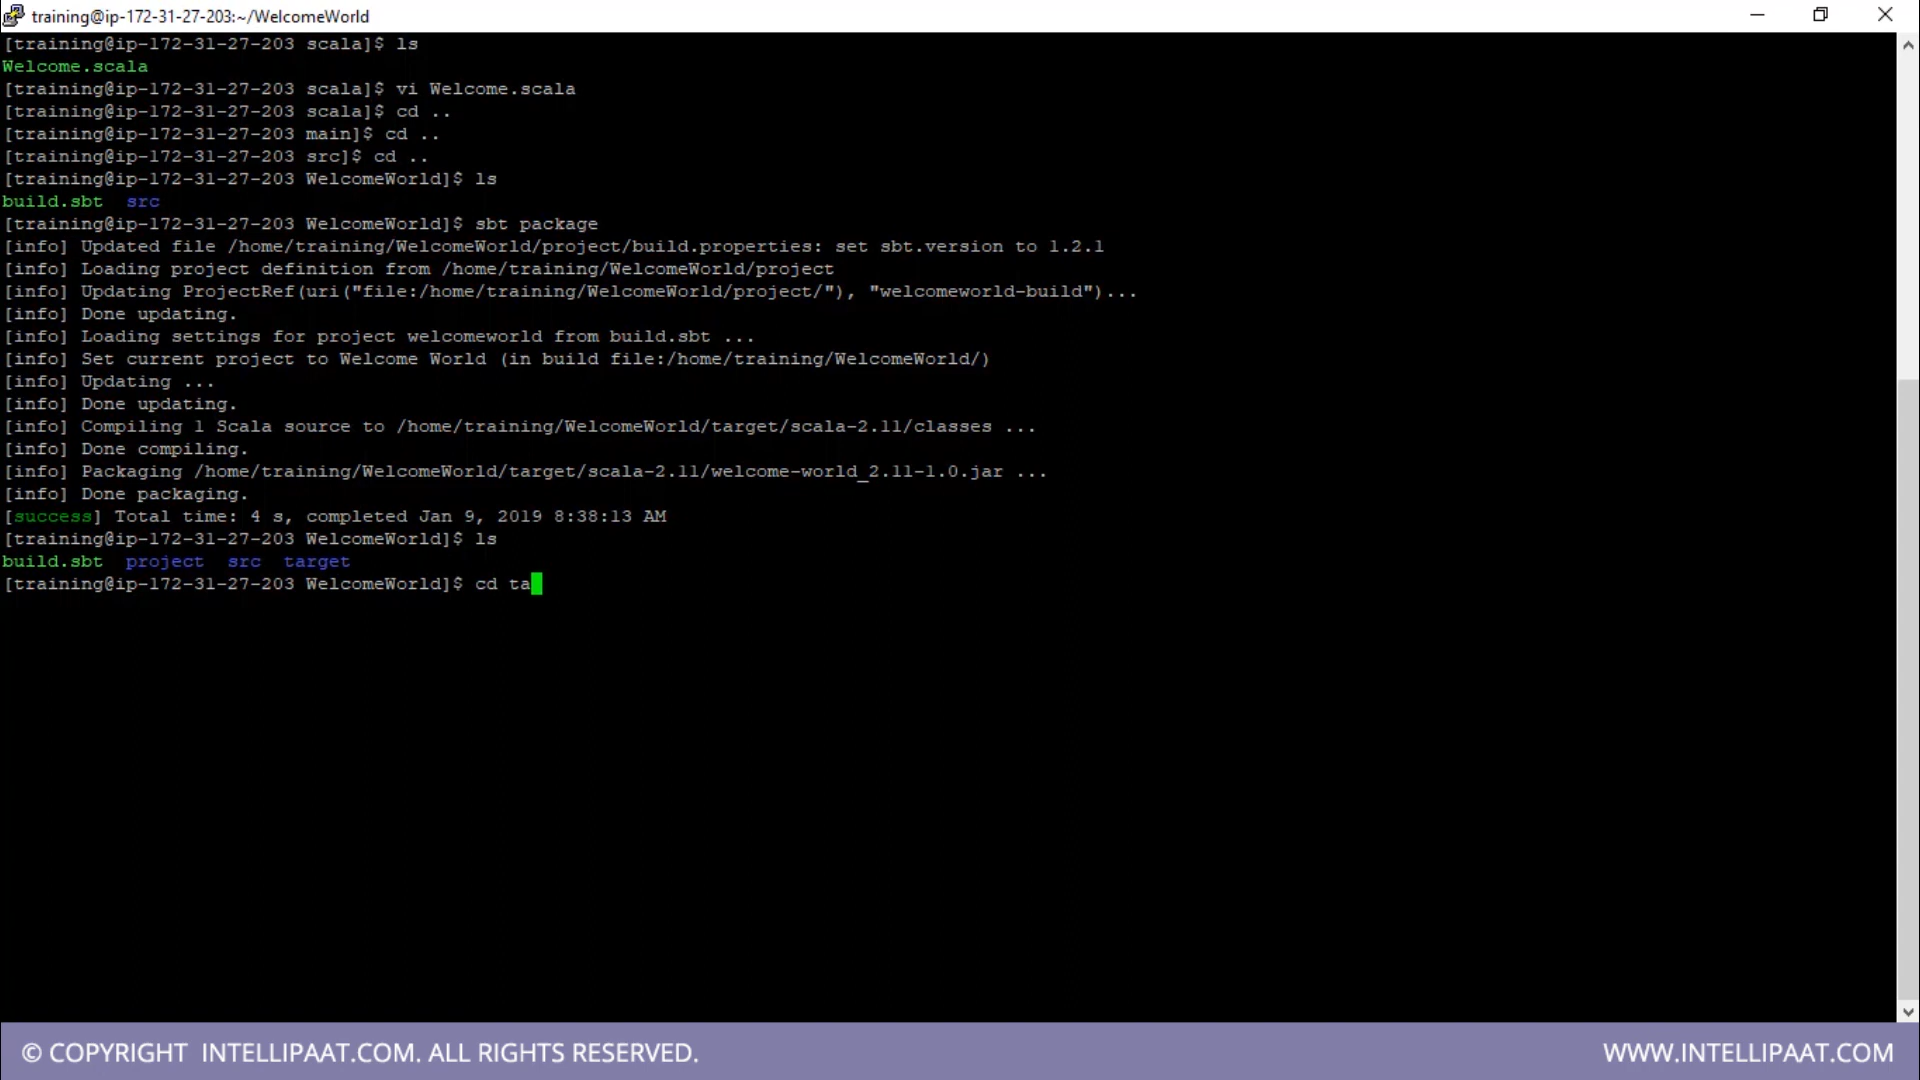 training@ip-172-31-27-203:~/WelcomeWorld
[training@ip-172-31-27-203 scala]$ ls
Welcome.scala
[training@ip-172-31-27-203 scala]$ vi Welcome.scala
[training@ip-172-31-27-203 scala]$ cd ..
[training@ip-172-31-27-203 main]$ cd ..
[training@ip-172-31-27-203 src]$ cd ..
[training@ip-172-31-27-203 WelcomeWorld]$ ls
build.sbt  src
[training@ip-172-31-27-203 WelcomeWorld]$ sbt package
[info] Updated file /home/training/WelcomeWorld/project/build.properties: set sbt.version to 1.2.1
[info] Loading project definition from /home/training/WelcomeWorld/project
[info] Updating ProjectRef(uri("file:/home/training/WelcomeWorld/project/"), "welcomeworld-build")...
[info] Done updating.
[info] Loading settings for project welcomeworld from build.sbt ...
[info] Set current project to Welcome World (in build file:/home/training/WelcomeWorld/)
[info] Updating ...
[info] Done updating.
[info] Compiling 1 Scala source to /home/training/WelcomeWorld/target/scala-2.11/classes ...
[info] Done compiling.
[info] Packaging /home/training/WelcomeWorld/target/scala-2.11/welcome-world_2.11-1.0.jar ...
[info] Done packaging.
[success] Total time: 4 s, completed Jan 9, 2019 8:38:13 AM
[training@ip-172-31-27-203 WelcomeWorld]$ ls
build.sbt  project  src  target
[training@ip-172-31-27-203 WelcomeWorld]$ cd ta
© COPYRIGHT INTELLIPAAT.COM. ALL RIGHTS RESERVED.
WWW.INTELLIPAAT.COM